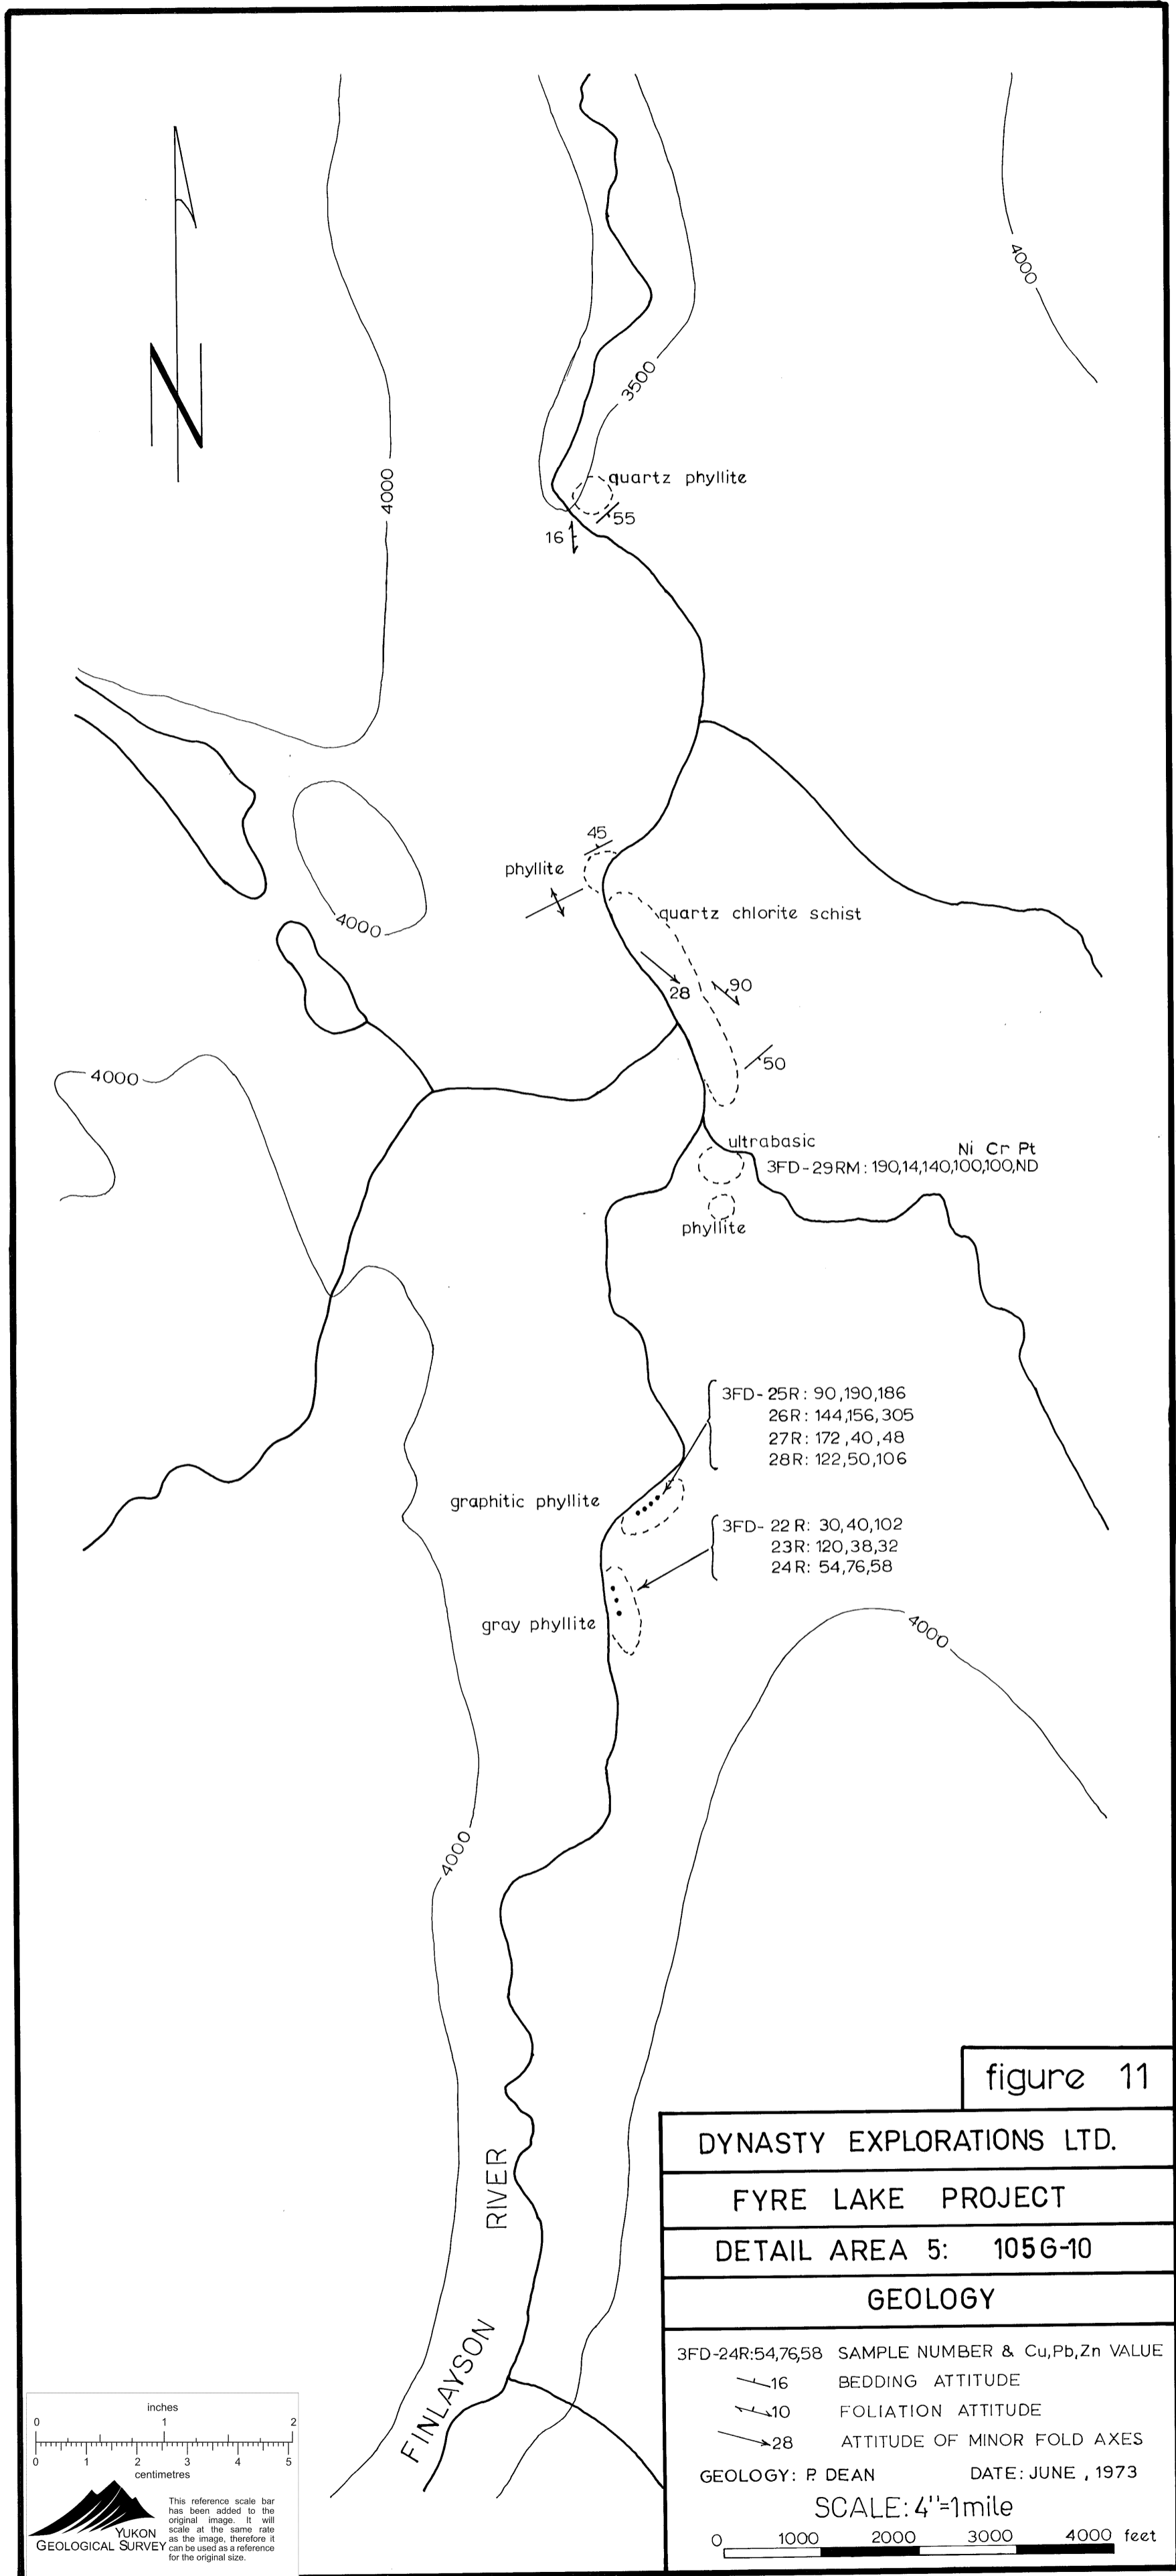 N
4000
3500
4000
quartz phyllite
55
16
4000
45
phyllite
4000
quartz chlorite schist
28
90
50
4000
ultrabasic
Ni Cr Pt
3FD-29RM: 190,14,140,100,100,ND
phyllite
3FD-25R: 90,190,186
26R: 144,156,305
27R: 172,40,48
28R: 122,50,106
graphitic phyllite
3FD-22R: 30,40,102
23R: 120,38,32
24R: 54,76,58
gray phyllite
4000
4000
FINLAYSON RIVER
figure 11
DYNASTY EXPLORATIONS LTD.
FYRE LAKE PROJECT
DETAIL AREA 5: 105G-10
GEOLOGY
3FD-24R:54,76,58 SAMPLE NUMBER & Cu,Pb,Zn VALUE
16 BEDDING ATTITUDE
10 FOLIATION ATTITUDE
28 ATTITUDE OF MINOR FOLD AXES
GEOLOGY: P. DEAN DATE: JUNE, 1973
SCALE: 4"=1mile
0 1000 2000 3000 4000 feet
inches
0 1 2
0 1 2 3 4 5
centimetres
YUKON
GEOLOGICAL SURVEY
This reference scale bar
has been added to the
original image. It will
scale at the same rate
as the image, therefore it
can be used as a reference
for the original size.